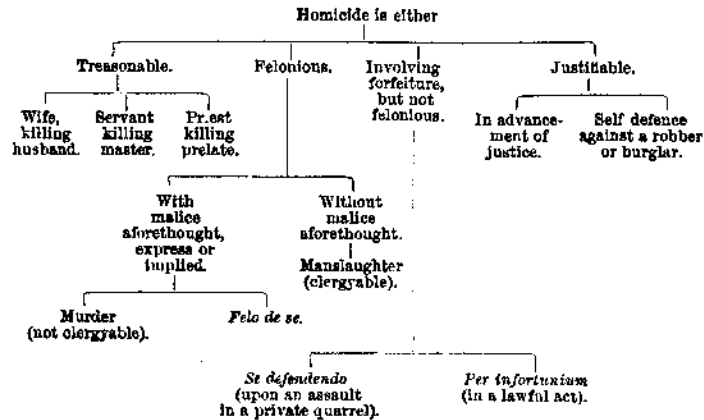 Homicide is either
Treasonable.
Felonious.
Involving
forfeiture,
but not
felonious.
Justifiable.
Wife,
killing
husband.
Servant
killing
master.
Pr.est
killing
prelate.
In advance-
ment of
justice.
Self defence
against a robber
or burglar.
With
malice
aforethought,
express or
implied.
Without
malice
aforethought.
Manslaughter
(clergyable).
Murder
(not clergyable).
Felo de se.
Se defendendo
(upon an assault
in a private quarrel).
Per infortunium
(in a lawful act).